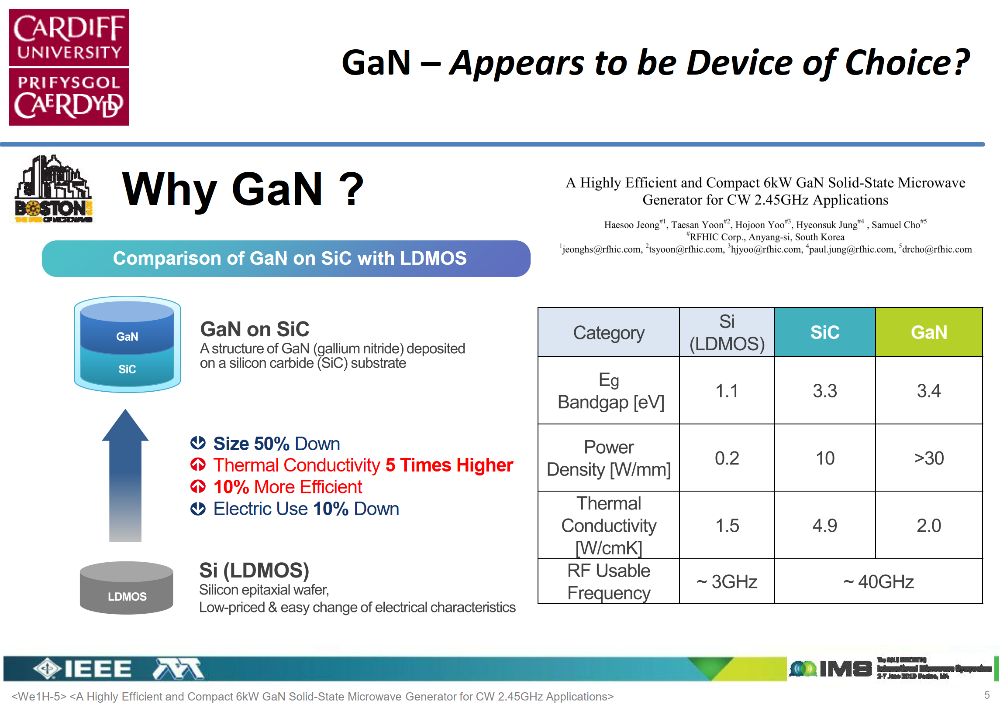 CARDIFF
UNIVERSITY
PRIFYSGOL
CAERDYDD
GaN – Appears to be Device of Choice?
BOSTON
OF MICROWAVES
Why GaN ?
A Highly Efficient and Compact 6kW GaN Solid-State Microwave
Generator for CW 2.45GHz Applications
Haesoo Jeong#1, Taesan Yoon#2, Hojoon Yoo#3, Hyeonsuk Jung#4 , Samuel Cho#5
#RFHIC Corp., Anyang-si, South Korea
1jeonghs@rfhic.com, 2tsyoon@rfhic.com, 3hjyoo@rfhic.com, 4paul.jung@rfhic.com, 5drcho@rfhic.com
Comparison of GaN on SiC with LDMOS
GaN
SiC
GaN on SiC
A structure of GaN (gallium nitride) deposited
on a silicon carbide (SiC) substrate
Size 50% Down
Thermal Conductivity 5 Times Higher
10% More Efficient
Electric Use 10% Down
LDMOS
Si (LDMOS)
Silicon epitaxial wafer,
Low-priced & easy change of electrical characteristics
Category Si (LDMOS) SiC GaN
Eg Bandgap [eV] 1.1 3.3 3.4
Power Density [W/mm] 0.2 10 >30
Thermal Conductivity [W/cmK] 1.5 4.9 2.0
RF Usable Frequency ~ 3GHz ~ 40GHz
IEEE
IMS
International Microwave Symposium
<We1H-5> <A Highly Efficient and Compact 6kW GaN Solid-State Microwave Generator for CW 2.45GHz Applications>
5